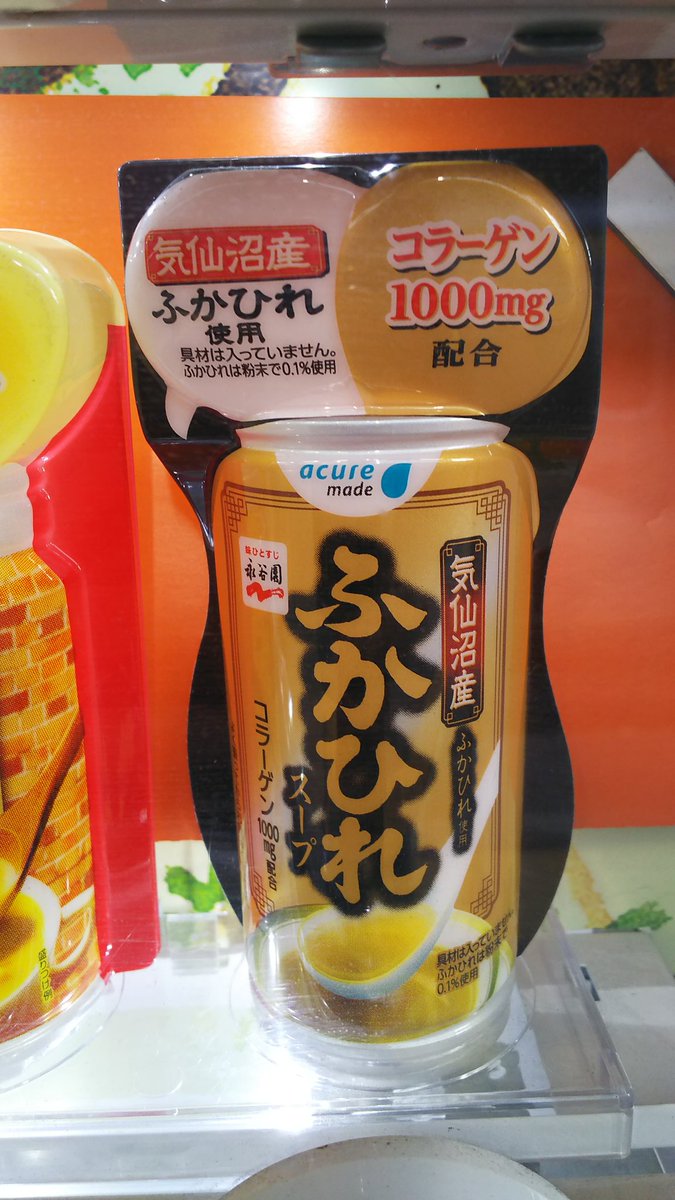 気仙沼産
ふかひれ
使用
具材は入っていません。
ふかひれは粉末で0.1%使用
コラーゲン
1000mg
配合
acure
made
味ひとすじ
永谷園
気仙沼産
ふかひれ使用
ふかひれ
スープ
コラーゲン1000mg配合
具材は入っていません。
ふかひれは粉末で
0.1%使用
盛りつけ例